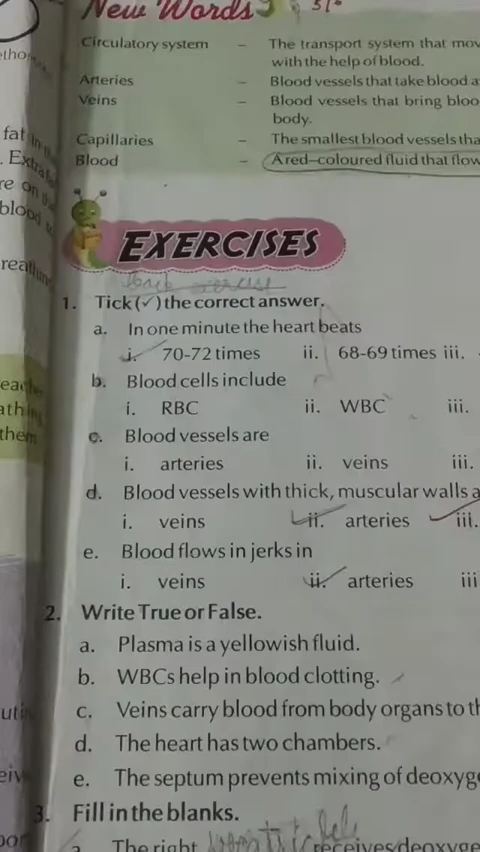 New Words
Circulatory system – The transport system that mov
with the help of blood.
Arteries – Blood vessels that take blood a
Veins – Blood vessels that bring bloo
body.
Capillaries – The smallest blood vessels tha
Blood – A red–coloured fluid that flow
EXERCISES
1. Tick (✓) the correct answer.
a. In one minute the heart beats
i. 70-72 times ii. 68-69 times iii.
b. Blood cells include
i. RBC ii. WBC iii.
c. Blood vessels are
i. arteries ii. veins iii.
d. Blood vessels with thick, muscular walls a
i. veins ii. arteries iii.
e. Blood flows in jerks in
i. veins ii. arteries iii
2. Write True or False.
a. Plasma is a yellowish fluid.
b. WBCs help in blood clotting.
c. Veins carry blood from body organs to th
d. The heart has two chambers.
e. The septum prevents mixing of deoxyge
3. Fill in the blanks.
a. The right receives deoxyge